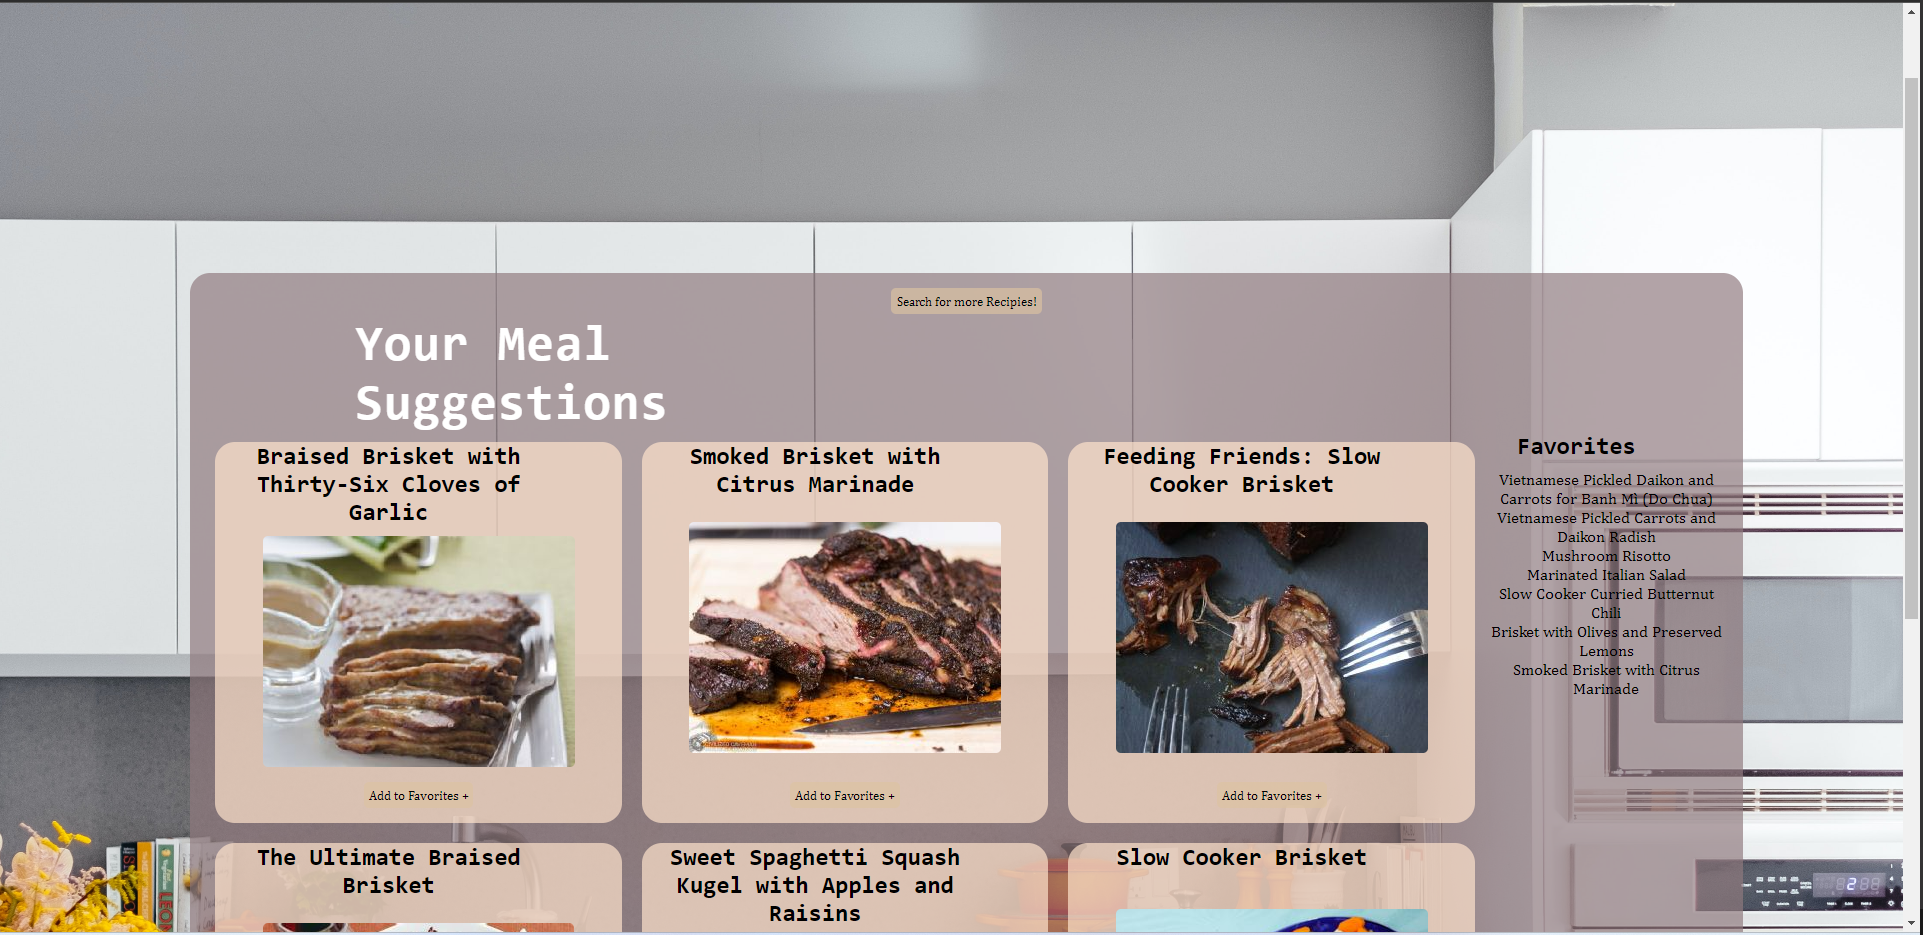 Search for more Recipies!
Your Meal
Suggestions
Braised Brisket with
Thirty-Six Cloves of
Garlic
Add to Favorites +
Smoked Brisket with
Citrus Marinade
Add to Favorites +
Feeding Friends: Slow
Cooker Brisket
Add to Favorites +
The Ultimate Braised
Brisket
Sweet Spaghetti Squash
Kugel with Apples and
Raisins
Slow Cooker Brisket
Favorites
Vietnamese Pickled Daikon and
Carrots for Banh Mì (Do Chua)
Vietnamese Pickled Carrots and
Daikon Radish
Mushroom Risotto
Marinated Italian Salad
Slow Cooker Curried Butternut
Chili
Brisket with Olives and Preserved
Lemons
Smoked Brisket with Citrus
Marinade